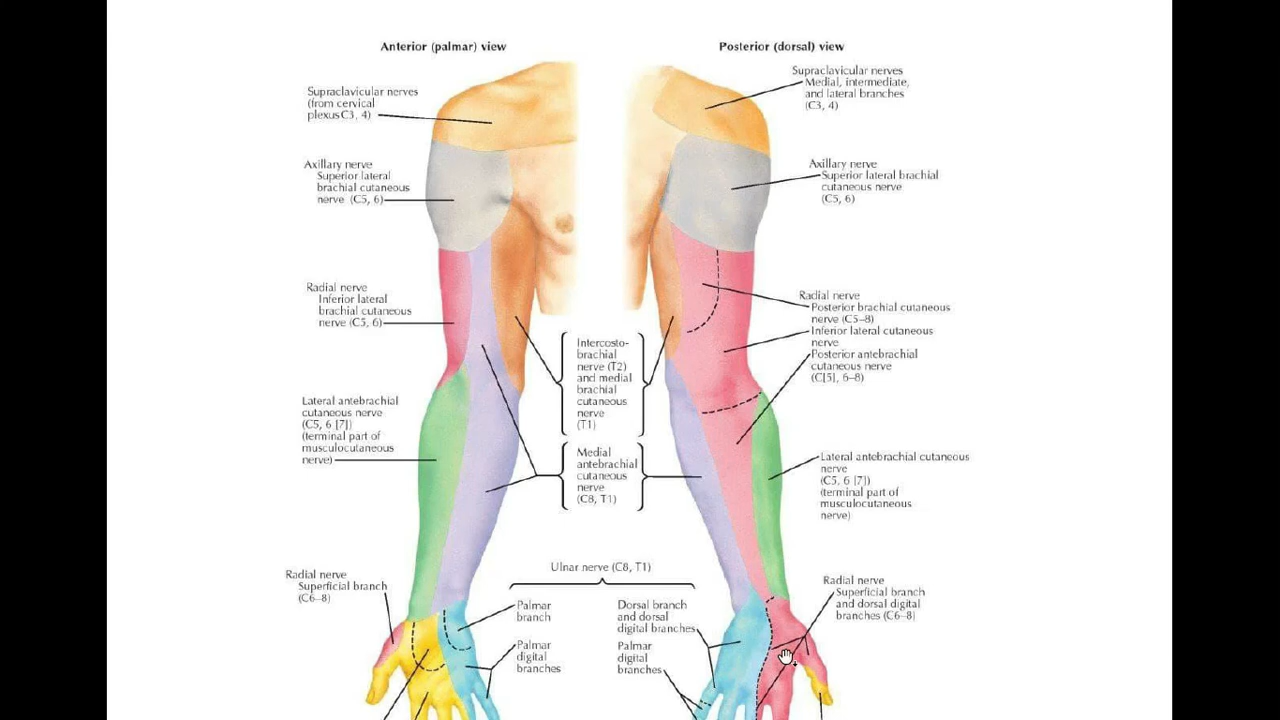 Anterior (palmar) view
Supraclavicular nerves
(from cervical
plexus C3, 4)
Axillary nerve
Superior lateral
brachial cutaneous
nerve (C5, 6)
Radial nerve
Inferior lateral
brachial cutaneous
nerve (C5, 6)
Lateral antebrachial
cutaneous nerve
(C5, 6 [7])
(terminal part of
musculocutaneous
nerve)
Radial nerve
Superficial branch
(C6–8)
Intercosto-
brachial
nerve (T2)
and medial
brachial
cutaneous
nerve
(T1)
Medial
antebrachial
cutaneous
nerve
(C8, T1)
Ulnar nerve (C8, T1)
Palmar
branch
Palmar
digital
branches
Dorsal branch
and dorsal
digital branches
Palmar
digital
branches
Posterior (dorsal) view
Supraclavicular nerves
Medial, intermediate,
and lateral branches
(C3, 4)
Axillary nerve
Superior lateral brachial
cutaneous nerve
(C5, 6)
Radial nerve
Posterior brachial cutaneous
nerve (C5–8)
Inferior lateral cutaneous
nerve
Posterior antebrachial
cutaneous nerve
(C[5], 6–8)
Lateral antebrachial cutaneous
nerve
(C5, 6 [7])
(terminal part of
musculocutaneous
nerve)
Radial nerve
Superficial branch
and dorsal digital
branches (C6–8)